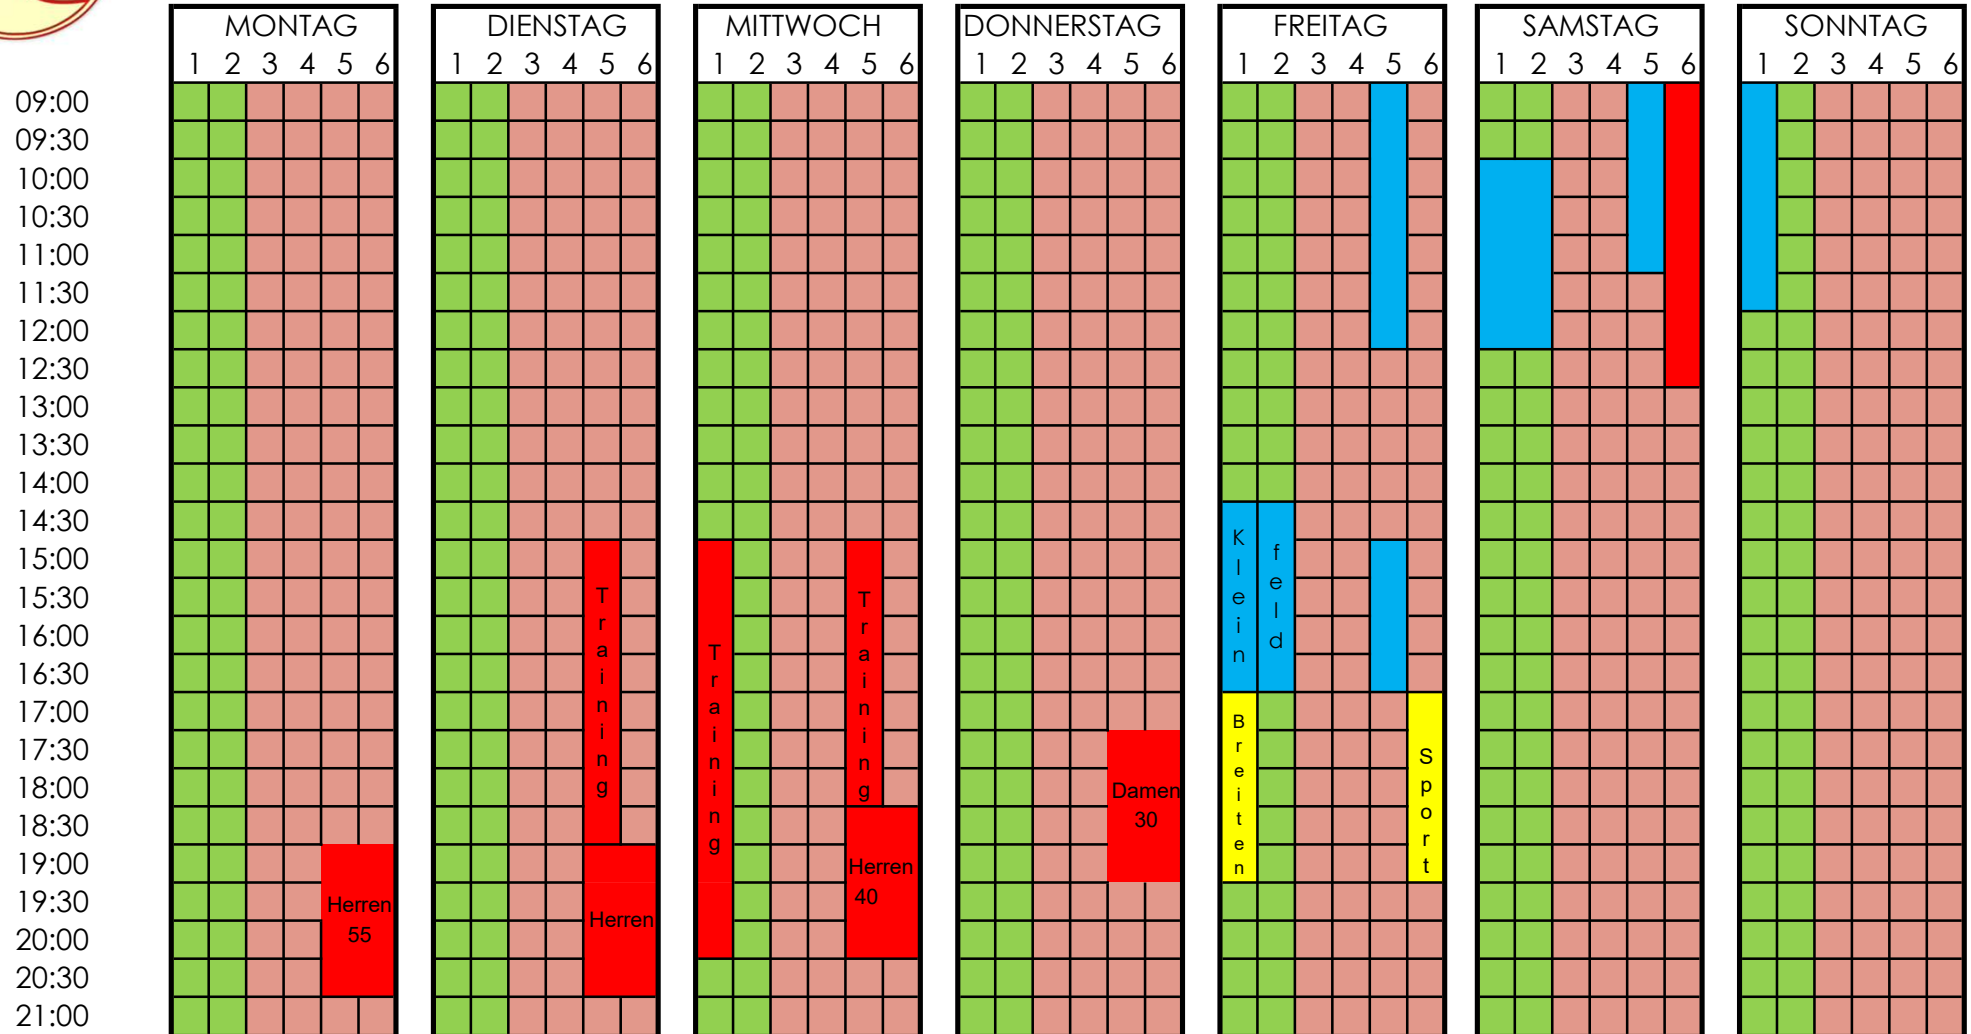 MONTAG DIENSTAG MITTWOCH DONNERSTAG FREITAG SAMSTAG SONNTAG
1 2 3 4 5 6 1 2 3 4 5 6 1 2 3 4 5 6 1 2 3 4 5 6 1 2 3 4 5 6 1 2 3 4 5 6 1 2 3 4 5 6
09:00
09:30
10:00
10:30
11:00
11:30
12:00
12:30
13:00
13:30
14:00
14:30
15:00
15:30
16:00
16:30
17:00
17:30
18:00
18:30
19:00
19:30
20:00
20:30
21:00
Herren
55
Training
Herren
Training
Training
Herren
40
Damen
30
Klein
feld
Breiten
Sport